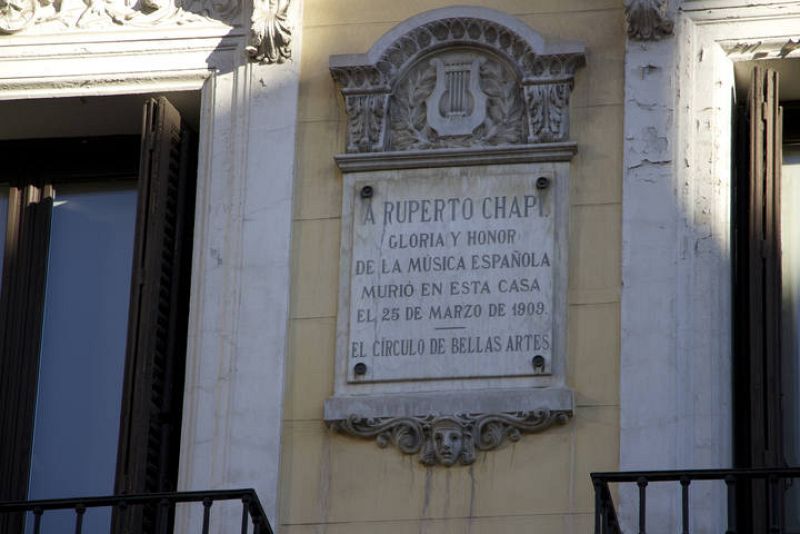 A RUPERTO CHAPI.
GLORIA Y HONOR
DE LA MÚSICA ESPAÑOLA
MURIÓ EN ESTA CASA
EL 25 DE MARZO DE 1909.
EL CÍRCULO DE BELLAS ARTES.